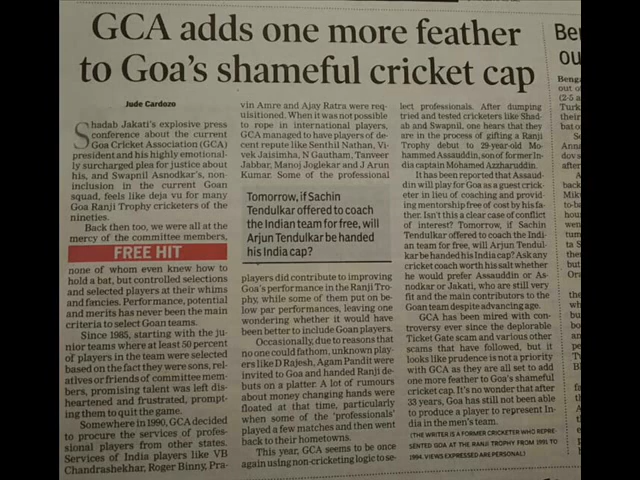 GCA adds one more feather
to Goa's shameful cricket cap
Jude Cardozo
Shadab Jakati's explosive press
conference about the current
Goa Cricket Association (GCA)
president and his highly emotional-
ly surcharged plea for justice about
his, and Swapnil Asnodkar's, non-
inclusion in the current Goan
squad, feels like deja vu for many
Goa Ranji Trophy cricketers of the
nineties.
Back then too, we were all at the
mercy of the committee members,
FREE HIT
none of whom even knew how to
hold a bat, but controlled selections
and selected players at their whims
and fancies. Performance, potential
and merits has never been the main
criteria to select Goan teams.
Since 1985, starting with the ju-
nior teams where at least 50 percent
of players in the team were selected
based on the fact they were sons, rel-
atives or friends of committee mem-
bers, promising talent was left dis-
heartened and frustrated, prompt-
ing them to quit the game.
Somewhere in 1990, GCA decided
to procure the services of profes-
sional players from other states.
Services of India players like VB
Chandrashekhar, Roger Binny, Pra-
vin Amre and Ajay Ratra were req-
uisitioned. When it was not possible
to rope in international players,
GCA managed to have players of de-
cent repute like Senthil Nathan, Vi-
vek Jaisimha, N Gautham, Tanveer
Jabbar, Manoj Joglekar and J Arun
Kumar. Some of the professional
Tomorrow, if Sachin
Tendulkar offered to coach
the Indian team for free, will
Arjun Tendulkar be handed
his India cap?
players did contribute to improving
Goa's performance in the Ranji Tro-
phy, while some of them put on be-
low par performances, leaving one
wondering whether it would have
been better to include Goan players.
Occasionally, due to reasons that
no one could fathom, unknown play-
ers like D Rajesh, Agam Pandit were
invited to Goa and handed Ranji de-
buts on a platter. A lot of rumours
about money changing hands were
floated at that time, particularly
when some of the 'professionals'
played a few matches and then went
back to their hometowns.
This year, GCA seems to be once
again using non-cricketing logic to se-
lect professionals. After dumping
tried and tested cricketers like Shad-
ab and Swapnil, one hears that they
are in the process of gifting a Ranji
Trophy debut to 29-year-old Mo-
hammed Assauddin, son of former In-
dia captain Mohamed Azharuddin.
It has been reported that Assaud-
din will play for Goa as a guest crick-
eter in lieu of coaching and provid-
ing mentorship free of cost by his fa-
ther. Isn't this a clear case of conflict
of interest? Tomorrow, if Sachin
Tendulkar offered to coach the Indi-
an team for free, will Arjun Tendul-
kar be handed his India cap? Ask any
cricket coach worth his salt whether
he would prefer Assauddin or As-
nodkar or Jakati, who are still very
fit and the main contributors to the
Goan team despite advancing age.
GCA has been mired with con-
troversy ever since the deplorable
Ticket Gate scam and various other
scams that have followed, but it
looks like prudence is not a priority
with GCA as they are all set to add
one more feather to Goa's shameful
cricket cap. It's no wonder that after
33 years, Goa has still not been able
to produce a player to represent In-
dia in the men's team.
(THE WRITER IS A FORMER CRICKETER WHO REPRE-
SENTED GOA AT THE RANJI TROPHY FROM 1991 TO
1994. VIEWS EXPRESSED ARE PERSONAL)